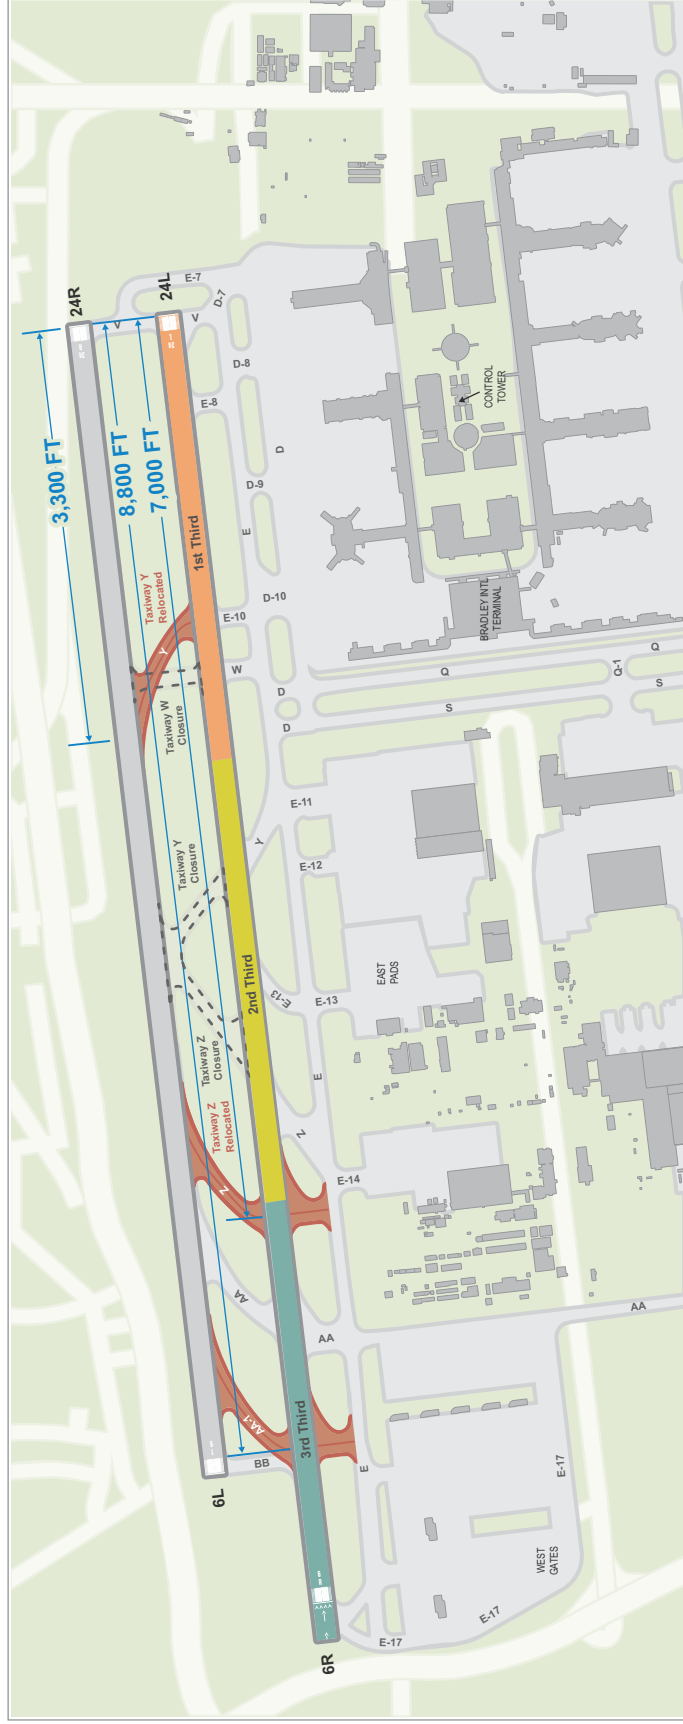 24R
E-7
24L
D-7
V
V
D-8
E-8
3,300 FT
8,800 FT
7,000 FT
CONTROL
TOWER
D
D-9
1st Third
E
Taxiway Y
Relocated
D-10
BRADLEY INTL
TERMINAL
E-10
Y
W
Q
Q-1
Q
S
D
S
Taxiway W
Closure
D
E-11
Y
Taxiway Y
Closure
E-12
2nd Third
EAST
PADS
E-13
E-13
Taxiway Z
Closure
E
Taxiway Z
Relocated
Z
Z
E-14
AA
AA
AA
AA-1
3rd Third
BB
E
6L
E-17
WEST
GATES
E-17
E-17
6R